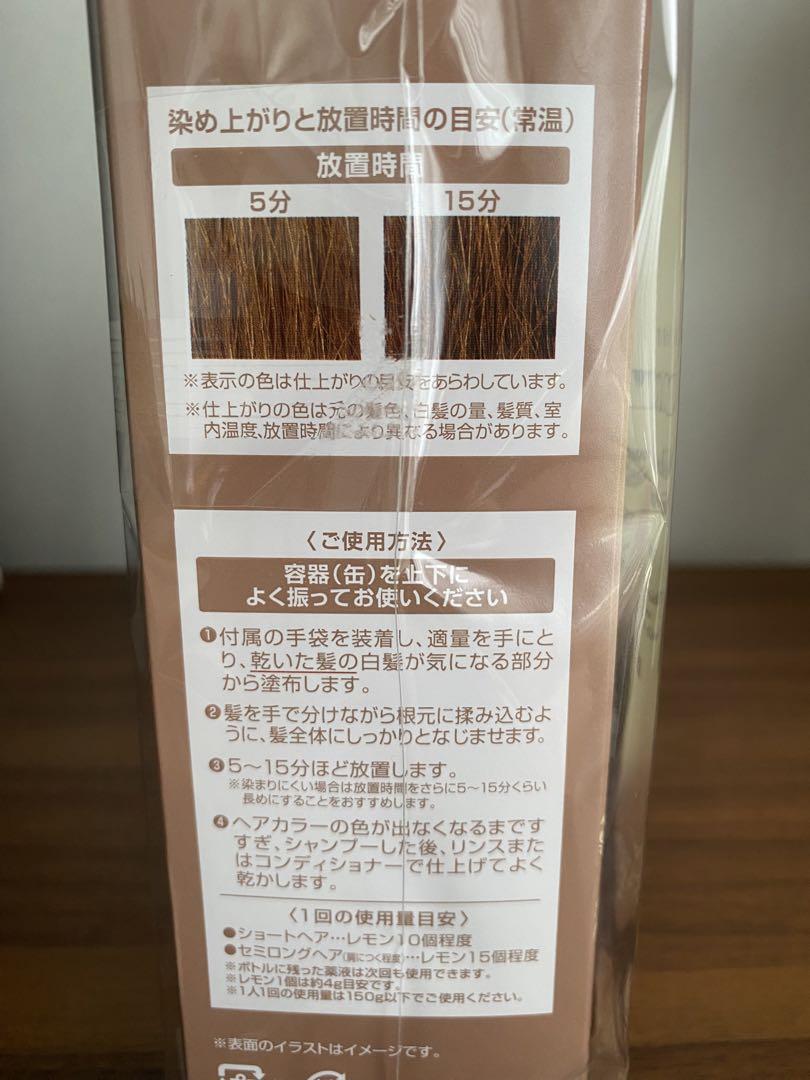 染め上がりと放置時間の目安(常温)
放置時間
5分
15分
※表示の色は仕上がりの目安をあらわしています。
※仕上がりの色は元の髪色、白髪の量、髪質、室
内温度、放置時間により異なる場合があります。
〈ご使用方法〉
容器(缶)を上下に
よく振ってお使いください
❶付属の手袋を装着し、適量を手にと
り、乾いた髪の白髪が気になる部分
から塗布します。
❷髪を手で分けながら根元に揉み込むよ
うに、髪全体にしっかりとなじませます。
❸5〜15分ほど放置します。
※染まりにくい場合は放置時間をさらに5〜15分くらい
長めにすることをおすすめします。
❹ヘアカラーの色が出なくなるまです
すぎ、シャンプーした後、リンスまた
はコンディショナーで仕上げてよく
乾かします。
〈1回の使用量目安〉
●ショートヘア…レモン10個程度
●セミロングヘア(肩につく程度)…レモン15個程度
※ボトルに残った薬液は次回も使用できます。
※レモン1個は約4g目安です。
※1人1回の使用量は150g以下でご使用ください。
※表面のイラストはイメージです。